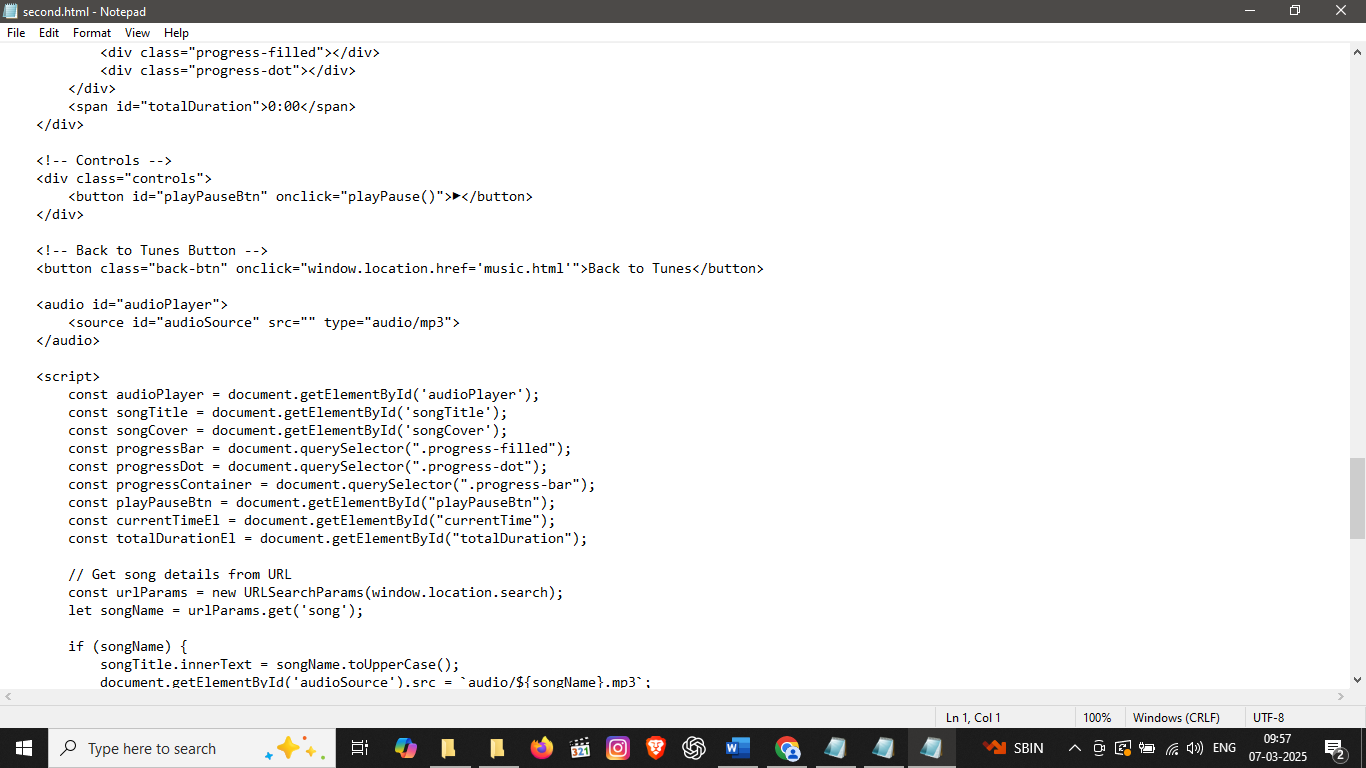 second.html - Notepad
File Edit Format View Help
<div class="progress-filled"></div>
<div class="progress-dot"></div>
</div>
<span id="totalDuration">0:00</span>
</div>
<!-- Controls -->
<div class="controls">
<button id="playPauseBtn" onclick="playPause()">▶</button>
</div>
<!-- Back to Tunes Button -->
<button class="back-btn" onclick="window.location.href='music.html'">Back to Tunes</button>
<audio id="audioPlayer">
<source id="audioSource" src="" type="audio/mp3">
</audio>
<script>
const audioPlayer = document.getElementById('audioPlayer');
const songTitle = document.getElementById('songTitle');
const songCover = document.getElementById('songCover');
const progressBar = document.querySelector(".progress-filled");
const progressDot = document.querySelector(".progress-dot");
const progressContainer = document.querySelector(".progress-bar");
const playPauseBtn = document.getElementById("playPauseBtn");
const currentTimeEl = document.getElementById("currentTime");
const totalDurationEl = document.getElementById("totalDuration");
// Get song details from URL
const urlParams = new URLSearchParams(window.location.search);
let songName = urlParams.get('song');
if (songName) {
songTitle.innerText = songName.toUpperCase();
document.getElementById('audioSource').src = `audio/${songName}.mp3`;
Ln 1, Col 1 100% Windows (CRLF) UTF-8
Type here to search 321 SBIN ENG 09:57
07-03-2025 2